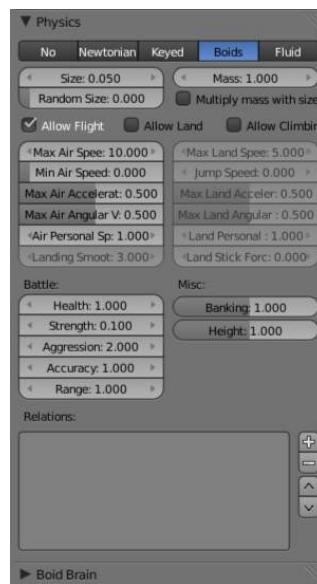 Physics
No Newtonian Keyed Boids Fluid
Size: 0.050 Mass: 1.000
Random Size: 0.000 Multiply mass with size
Allow Flight Allow Land Allow Climbin
Max Air Spee: 10.000 Max Land Spee: 5.000
Min Air Speed: 0.000 Jump Speed: 0.000
Max Air Accelerat: 0.500 Max Land Acceler: 0.500
Max Air Angular V: 0.500 Max Land Angular : 0.500
Air Personal Sp: 1.000 Land Personal : 1.000
Landing Smoot: 3.000 Land Stick Forc: 0.000
Battle: Misc:
Health: 1.000 Banking: 1.000
Strength: 0.100 Height: 1.000
Aggression: 2.000
Accuracy: 1.000
Range: 1.000
Relations:
Boid Brain